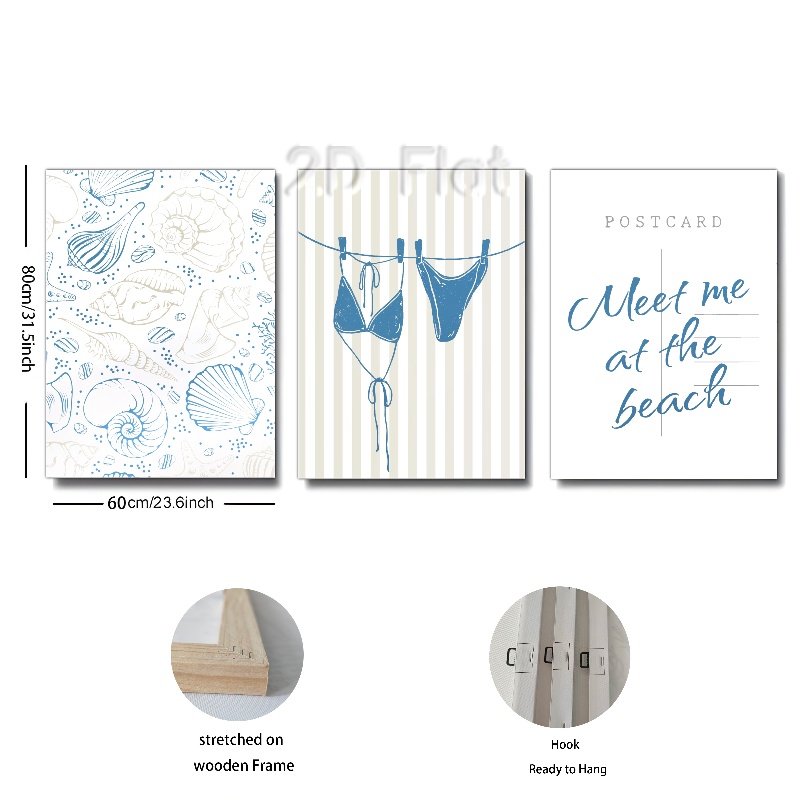 2D Flat
80cm/31.5inch
POSTCARD
Meet me
at the
beach
60cm/23.6inch
stretched on
wooden Frame
Hook
Ready to Hang